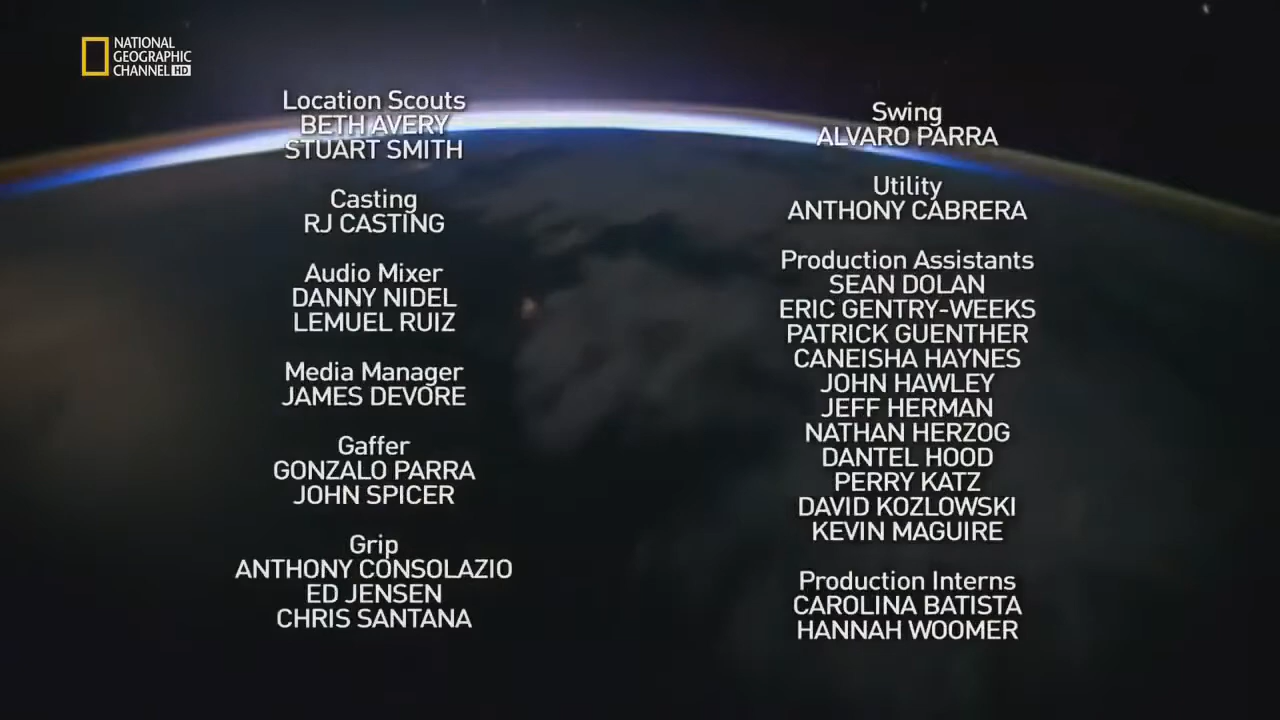 NATIONAL
GEOGRAPHIC
CHANNEL HD
Location Scouts
BETH AVERY
STUART SMITH
Casting
RJ CASTING
Audio Mixer
DANNY NIDEL
LEMUEL RUIZ
Media Manager
JAMES DEVORE
Gaffer
GONZALO PARRA
JOHN SPICER
Grip
ANTHONY CONSOLAZIO
ED JENSEN
CHRIS SANTANA
Swing
ALVARO PARRA
Utility
ANTHONY CABRERA
Production Assistants
SEAN DOLAN
ERIC GENTRY-WEEKS
PATRICK GUENTHER
CANEISHA HAYNES
JOHN HAWLEY
JEFF HERMAN
NATHAN HERZOG
DANTEL HOOD
PERRY KATZ
DAVID KOZLOWSKI
KEVIN MAGUIRE
Production Interns
CAROLINA BATISTA
HANNAH WOOMER